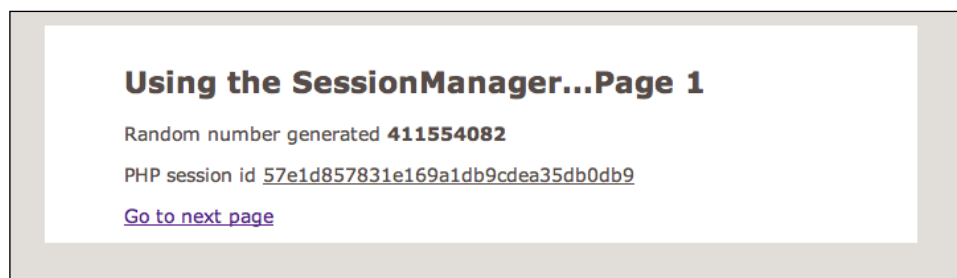 Using the SessionManager...Page 1
Random number generated 411554082
PHP session id 57e1d857831e169a1db9cdea35db0db9
Go to next page